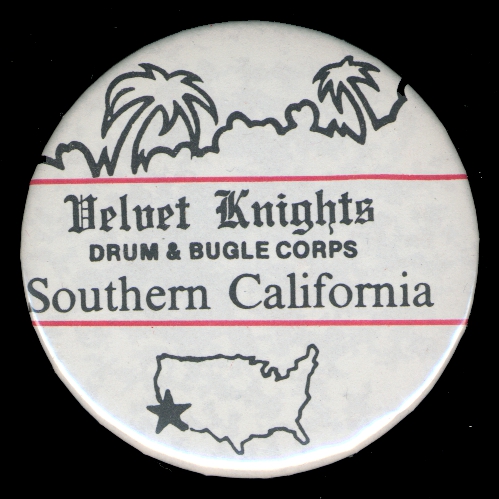 Velvet Knights
DRUM & BUGLE CORPS
Southern California